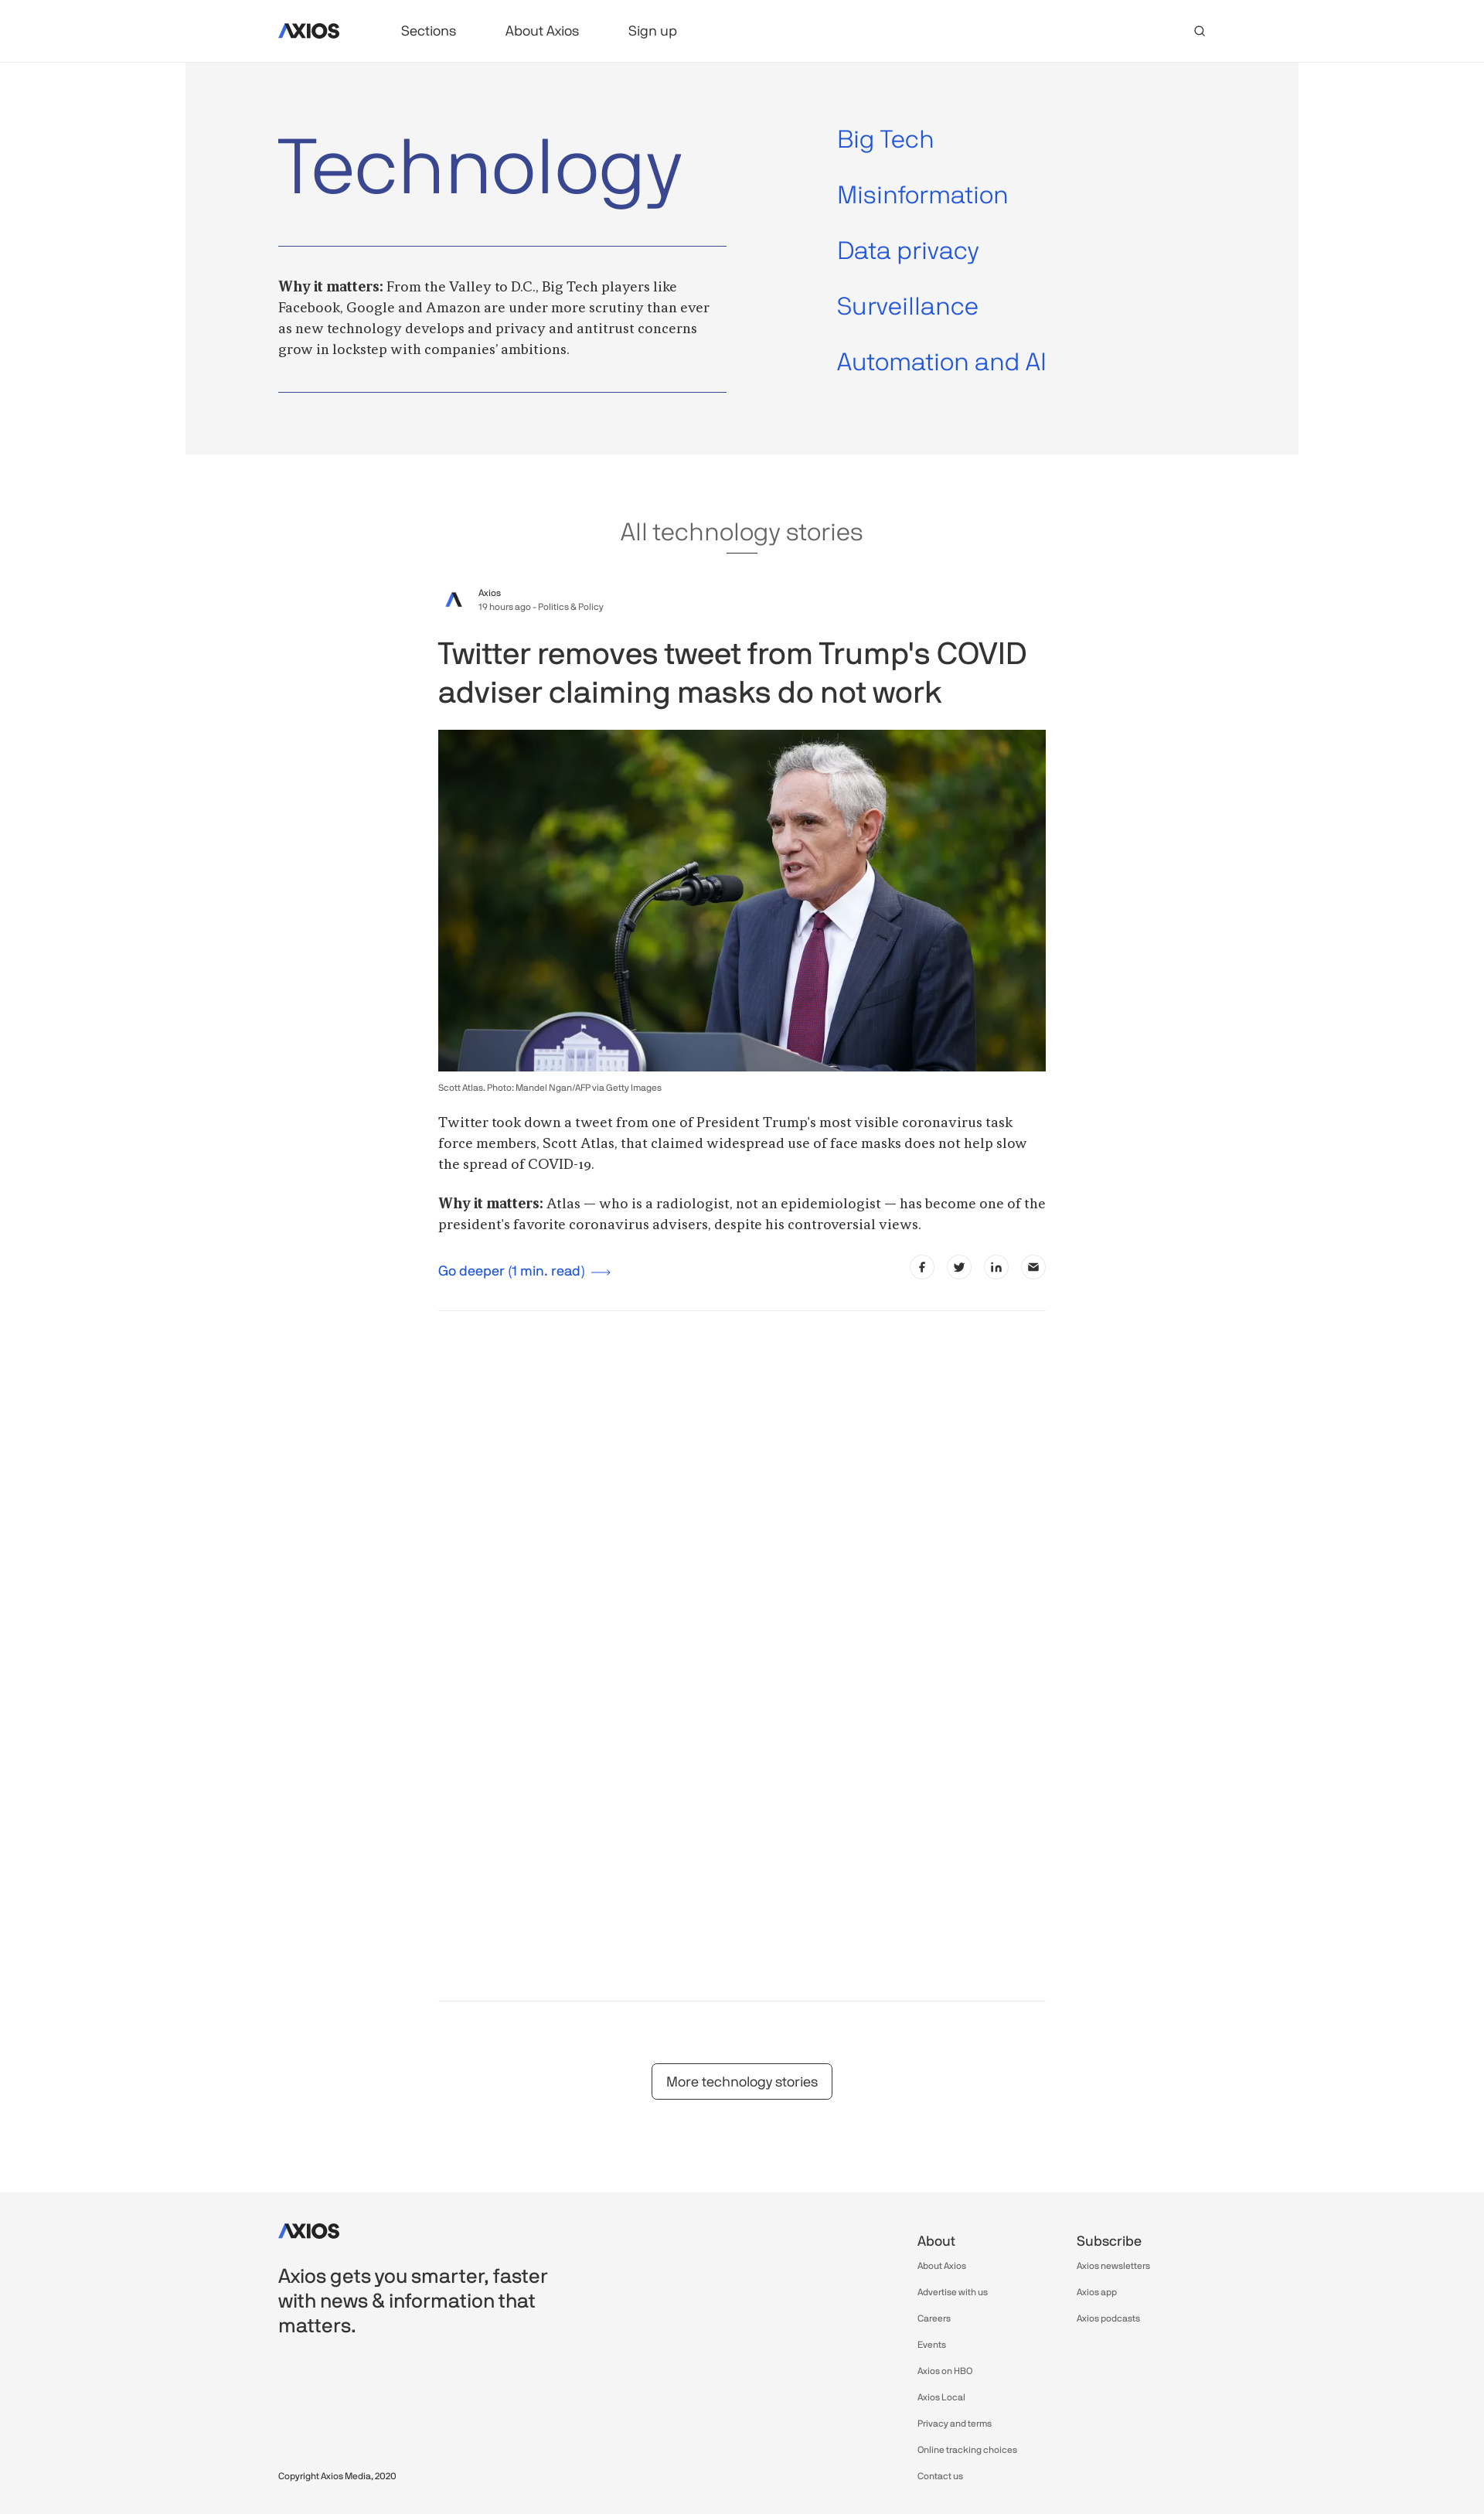 AXIOS
Sections
About Axios
Sign up
Technology
Why it matters: From the Valley to D.C., Big Tech players like
Facebook, Google and Amazon are under more scrutiny than ever
as new technology develops and privacy and antitrust concerns
grow in lockstep with companies' ambitions.
Big Tech
Misinformation
Data privacy
Surveillance
Automation and AI
All technology stories
Axios
19 hours ago - Politics & Policy
Twitter removes tweet from Trump's COVID
adviser claiming masks do not work
Scott Atlas. Photo: Mandel Ngan/AFP via Getty Images
Twitter took down a tweet from one of President Trump's most visible coronavirus task
force members, Scott Atlas, that claimed widespread use of face masks does not help slow
the spread of COVID-19.
Why it matters: Atlas — who is a radiologist, not an epidemiologist — has become one of the
president's favorite coronavirus advisers, despite his controversial views.
Go deeper (1 min. read)
More technology stories
AXIOS
Axios gets you smarter, faster
with news & information that
matters.
Copyright Axios Media, 2020
About
About Axios
Advertise with us
Careers
Events
Axios on HBO
Axios Local
Privacy and terms
Online tracking choices
Contact us
Subscribe
Axios newsletters
Axios app
Axios podcasts